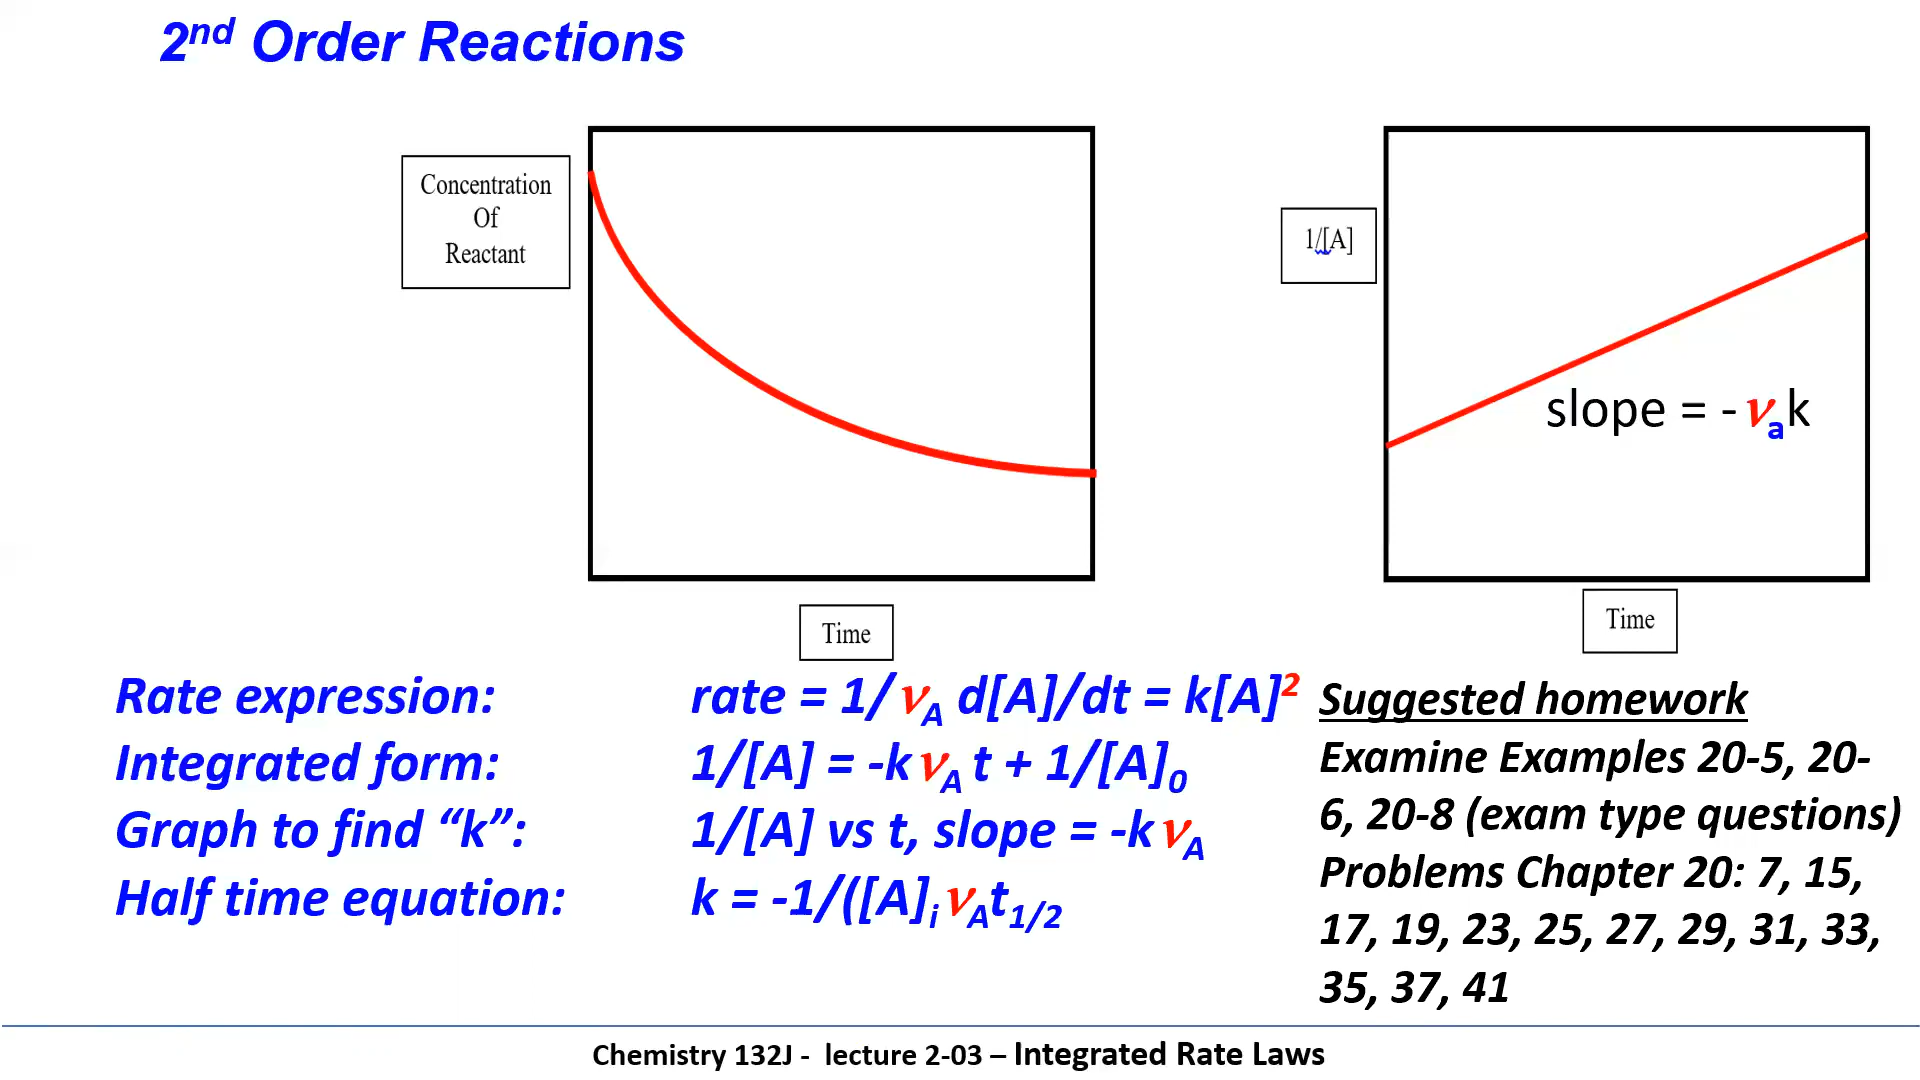 2nd Order Reactions
Concentration
Of
Reactant
Time
1/[A]
slope = -νak
Time
Rate expression: rate = 1/νA d[A]/dt = k[A]2
Integrated form: 1/[A] = -kνA t + 1/[A]0
Graph to find “k”: 1/[A] vs t, slope = -kνA
Half time equation: k = -1/([A]i νAt1/2
Suggested homework
Examine Examples 20-5, 20-
6, 20-8 (exam type questions)
Problems Chapter 20: 7, 15,
17, 19, 23, 25, 27, 29, 31, 33,
35, 37, 41
Chemistry 132J - lecture 2-03 – Integrated Rate Laws